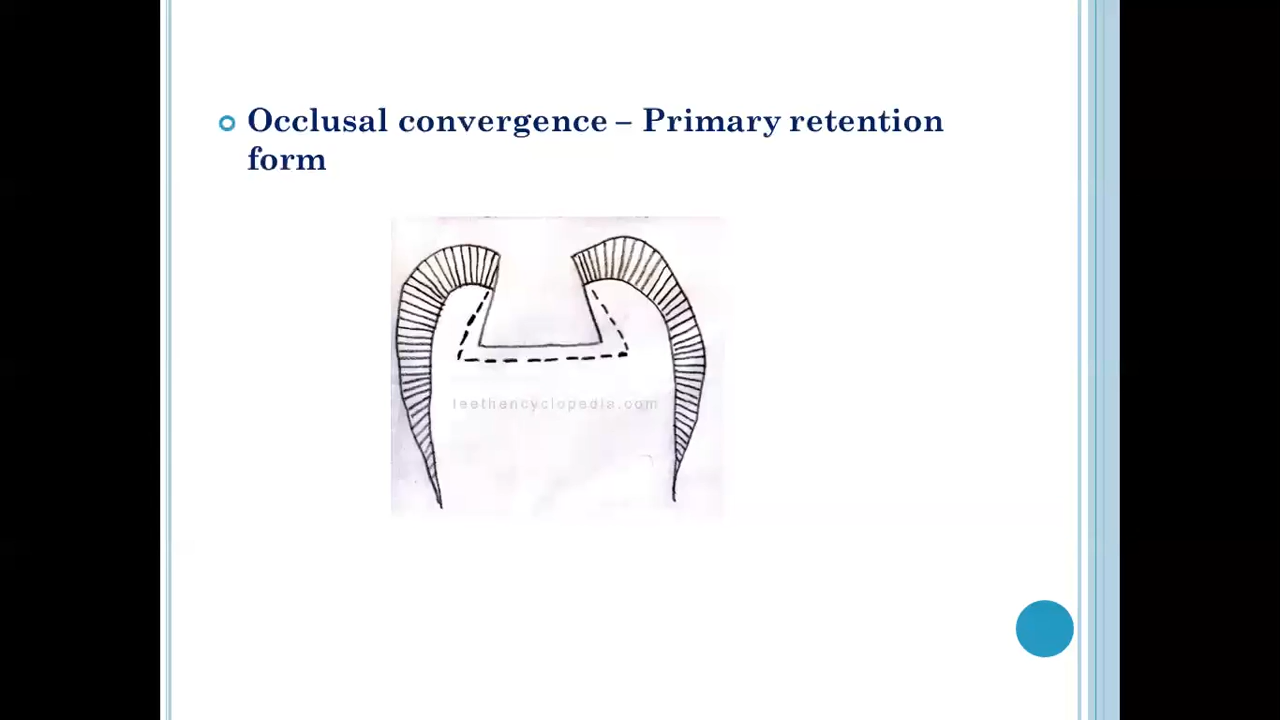 Occlusal convergence – Primary retention
form
teethencyclopedia.com